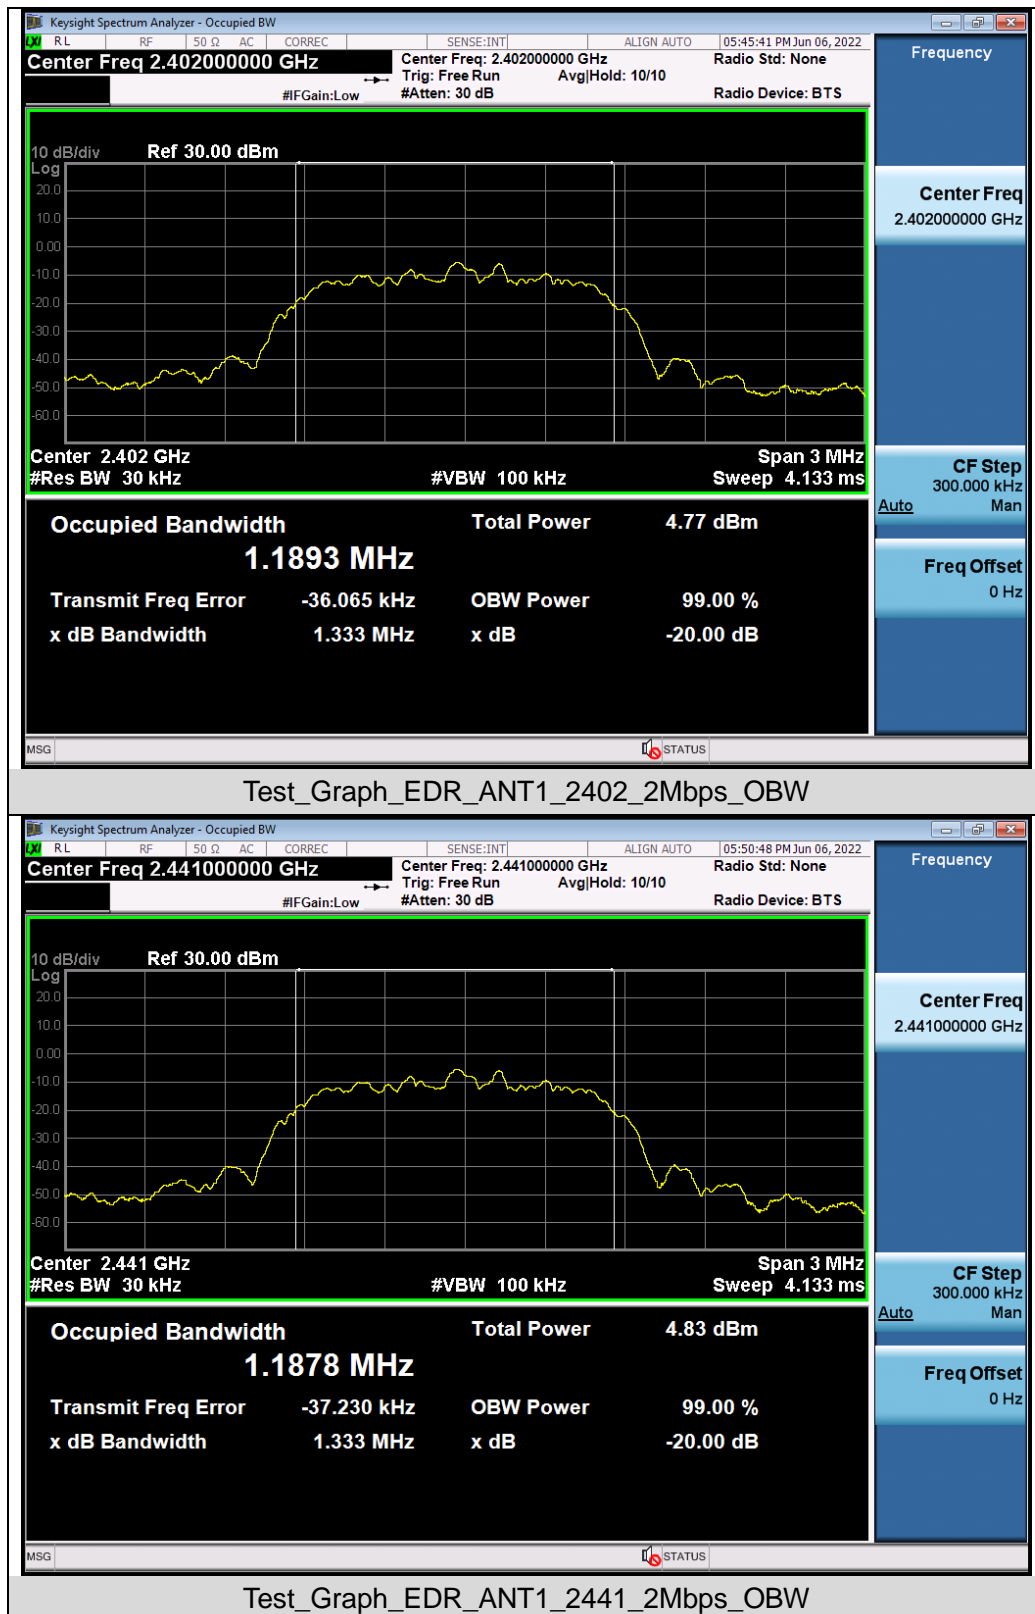 Keysight Spectrum Analyzer - Occupied BW
LXI RL RF 50 Ω AC CORREC SENSE:INT ALIGN AUTO 05:45:41 PM Jun 06, 2022
Center Freq 2.402000000 GHz
Center Freq: 2.402000000 GHz
Radio Std: None
Trig: Free Run Avg|Hold: 10/10
#IFGain:Low
#Atten: 30 dB
Radio Device: BTS
Frequency
10 dB/div Ref 30.00 dBm
Log
20.0
10.0
0.00
-10.0
-20.0
-30.0
-40.0
-50.0
-60.0
Center Freq
2.402000000 GHz
Center 2.402 GHz Span 3 MHz
#Res BW 30 kHz #VBW 100 kHz Sweep 4.133 ms
CF Step
300.000 kHz
Auto Man
Occupied Bandwidth Total Power 4.77 dBm
1.1893 MHz
Transmit Freq Error -36.065 kHz OBW Power 99.00 %
x dB Bandwidth 1.333 MHz x dB -20.00 dB
Freq Offset
0 Hz
MSG STATUS
Test_Graph_EDR_ANT1_2402_2Mbps_OBW
Keysight Spectrum Analyzer - Occupied BW
LXI RL RF 50 Ω AC CORREC SENSE:INT ALIGN AUTO 05:50:48 PM Jun 06, 2022
Center Freq 2.441000000 GHz
Center Freq: 2.441000000 GHz
Radio Std: None
Trig: Free Run Avg|Hold: 10/10
#IFGain:Low
#Atten: 30 dB
Radio Device: BTS
Frequency
10 dB/div Ref 30.00 dBm
Log
20.0
10.0
0.00
-10.0
-20.0
-30.0
-40.0
-50.0
-60.0
Center Freq
2.441000000 GHz
Center 2.441 GHz Span 3 MHz
#Res BW 30 kHz #VBW 100 kHz Sweep 4.133 ms
CF Step
300.000 kHz
Auto Man
Occupied Bandwidth Total Power 4.83 dBm
1.1878 MHz
Transmit Freq Error -37.230 kHz OBW Power 99.00 %
x dB Bandwidth 1.333 MHz x dB -20.00 dB
Freq Offset
0 Hz
MSG STATUS
Test_Graph_EDR_ANT1_2441_2Mbps_OBW